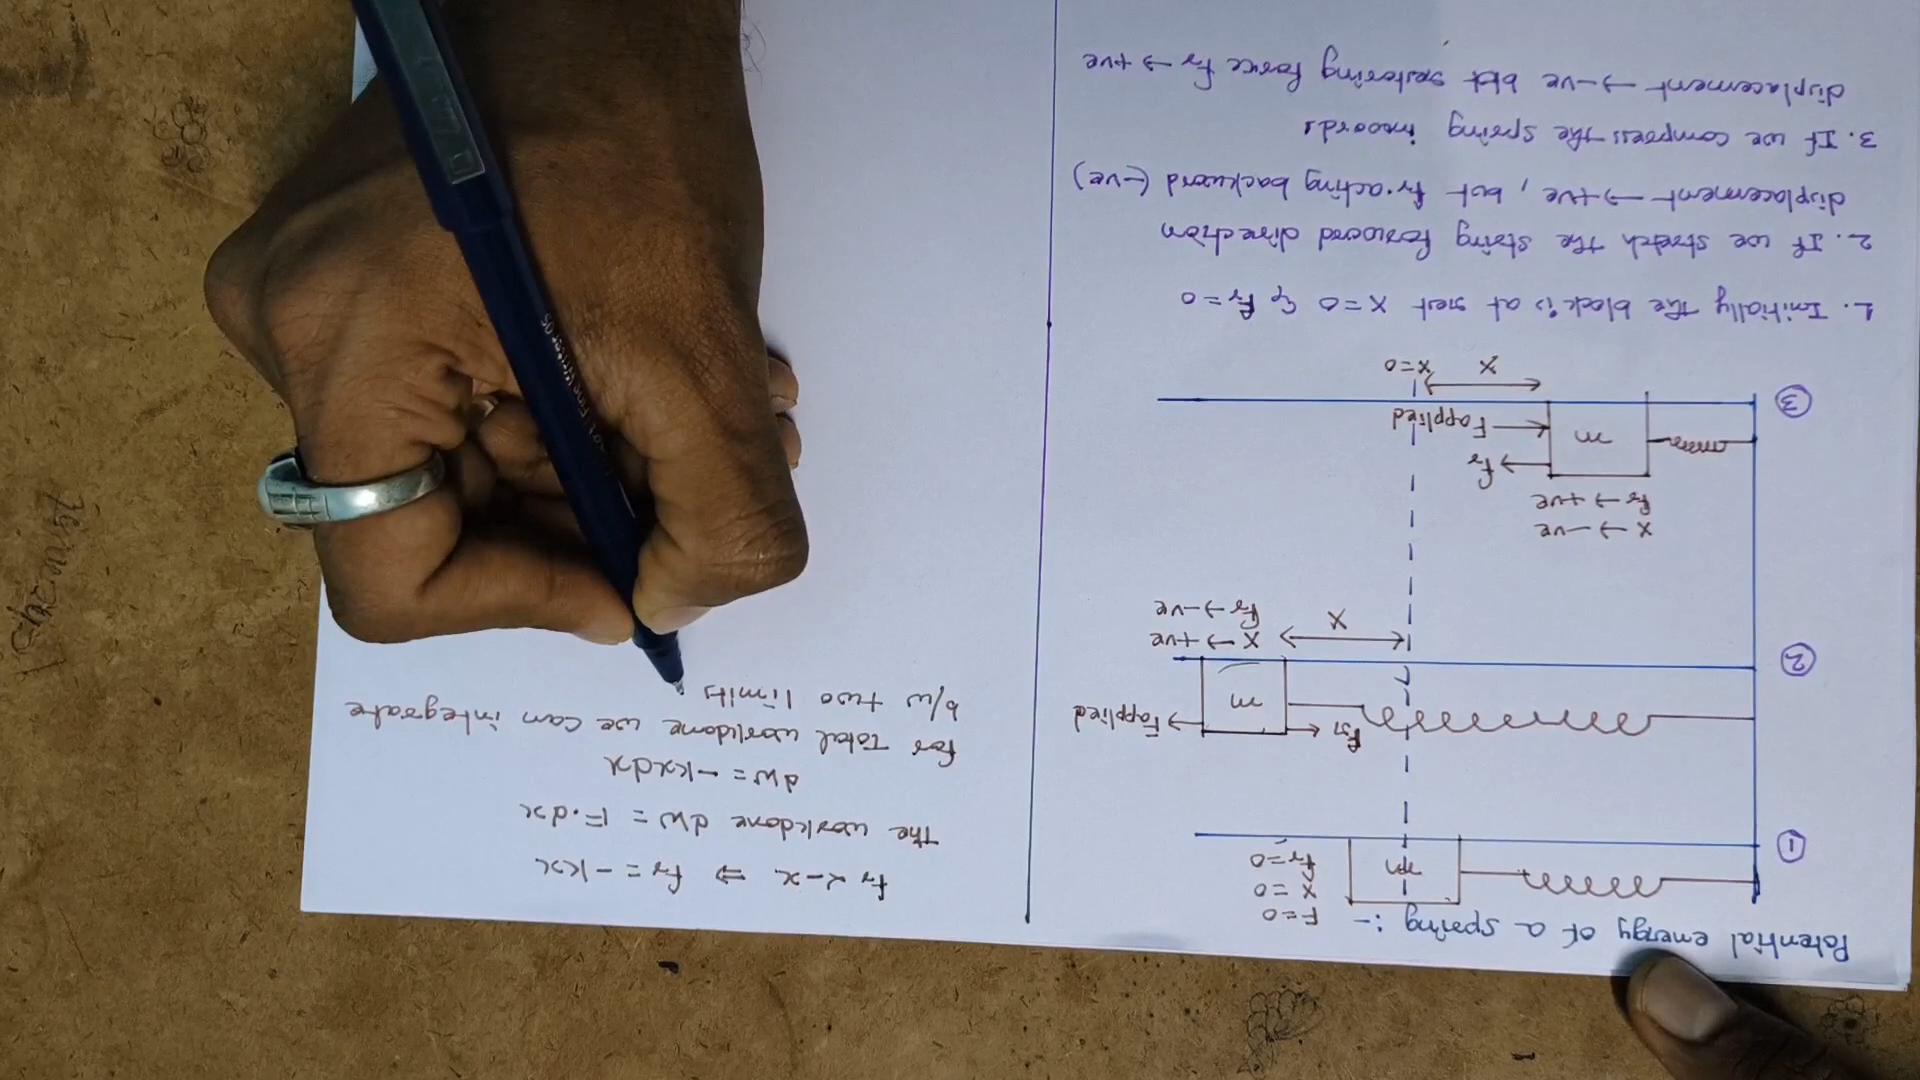 Potential energy of a spring :-
①
m
F=0
x=0
Fr=0
②
Fr
m
Fapplied
x
x→+ve
Fr→-ve
③
x→-ve
Fr→+ve
m
Fr
Fapplied
x
x=0
1. Initially the block is at rest x=0 & Fr=0
2. If we stretch the string forward direction
displacement→+ve, but Fr acting backward (-ve)
3. If we compress the spring inwards
displacement→-ve but restoring force Fr→+ve
Fr ∝ -x ⇒ Fr = -kx
The workdone dW = F.dx
dW = -kxdx
for total workdone we can integrate
b/w two limits